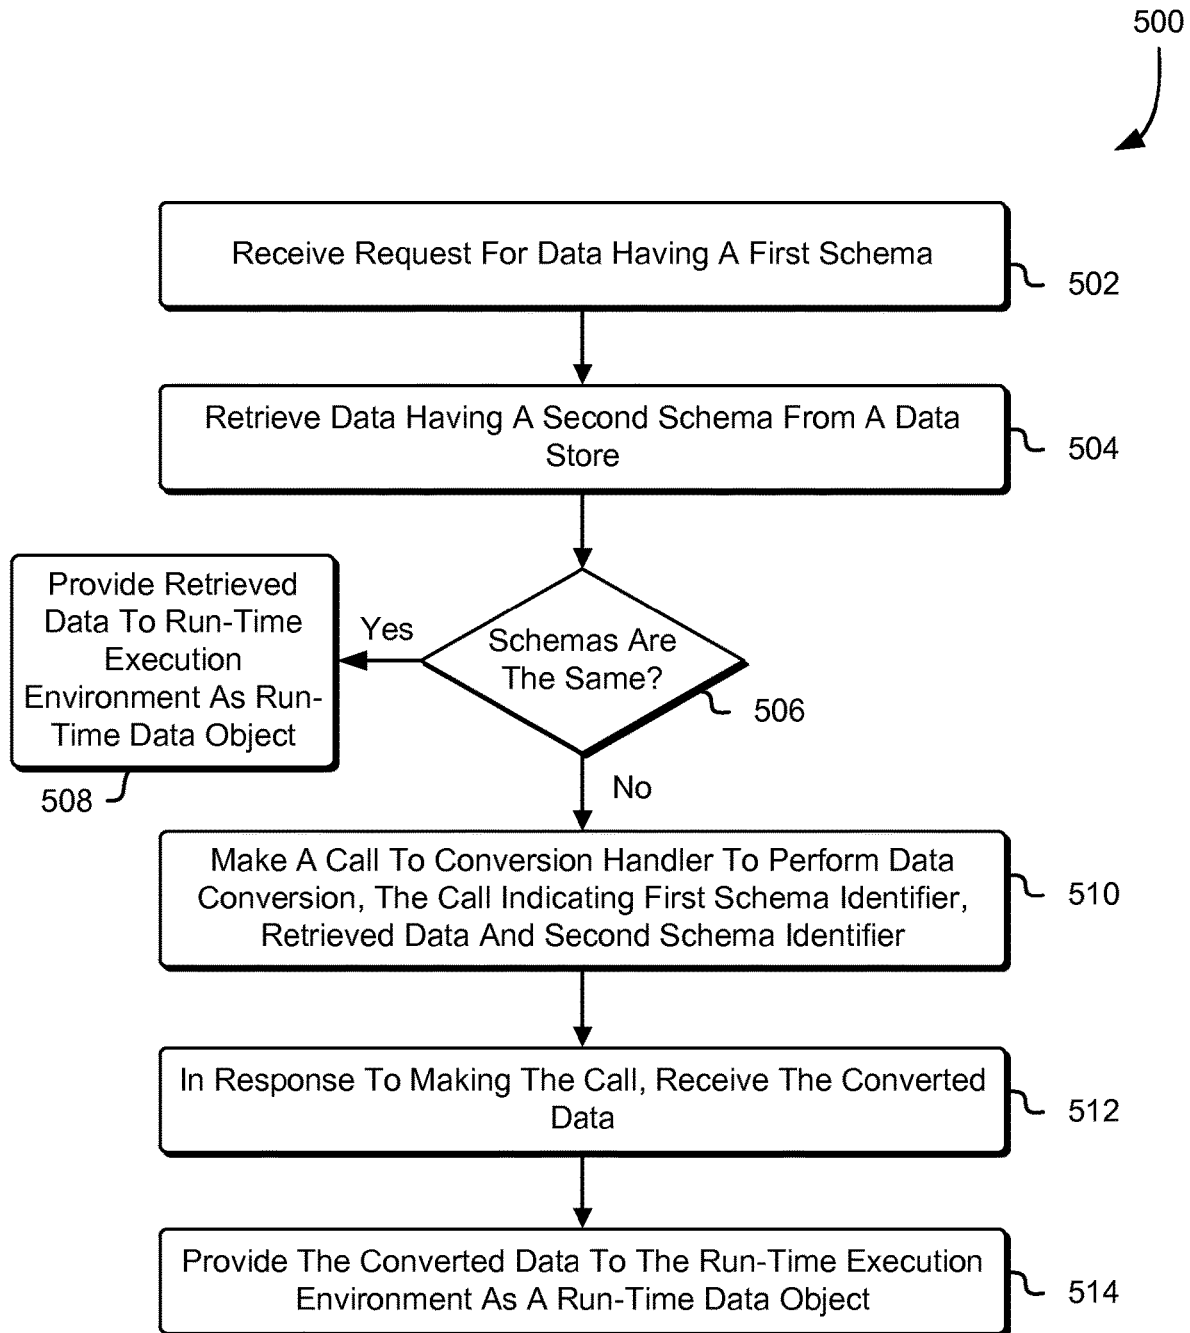 500
Receive Request For Data Having A First Schema
502
Retrieve Data Having A Second Schema From A Data
Store
504
Schemas Are
The Same?
506
Yes
Provide Retrieved
Data To Run-Time
Execution
Environment As Run-
Time Data Object
508
No
Make A Call To Conversion Handler To Perform Data
Conversion, The Call Indicating First Schema Identifier,
Retrieved Data And Second Schema Identifier
510
In Response To Making The Call, Receive The Converted
Data
512
Provide The Converted Data To The Run-Time Execution
Environment As A Run-Time Data Object
514